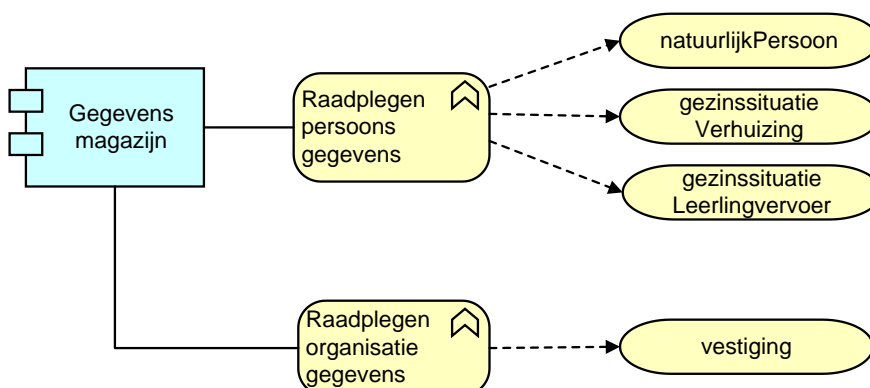 Gegevens
magazijn
Raadplegen
persoons
gegevens
natuurlijkPersoon
gezinssituatie
Verhuizing
gezinssituatie
Leerlingvervoer
Raadplegen
organisatie
gegevens
vestiging